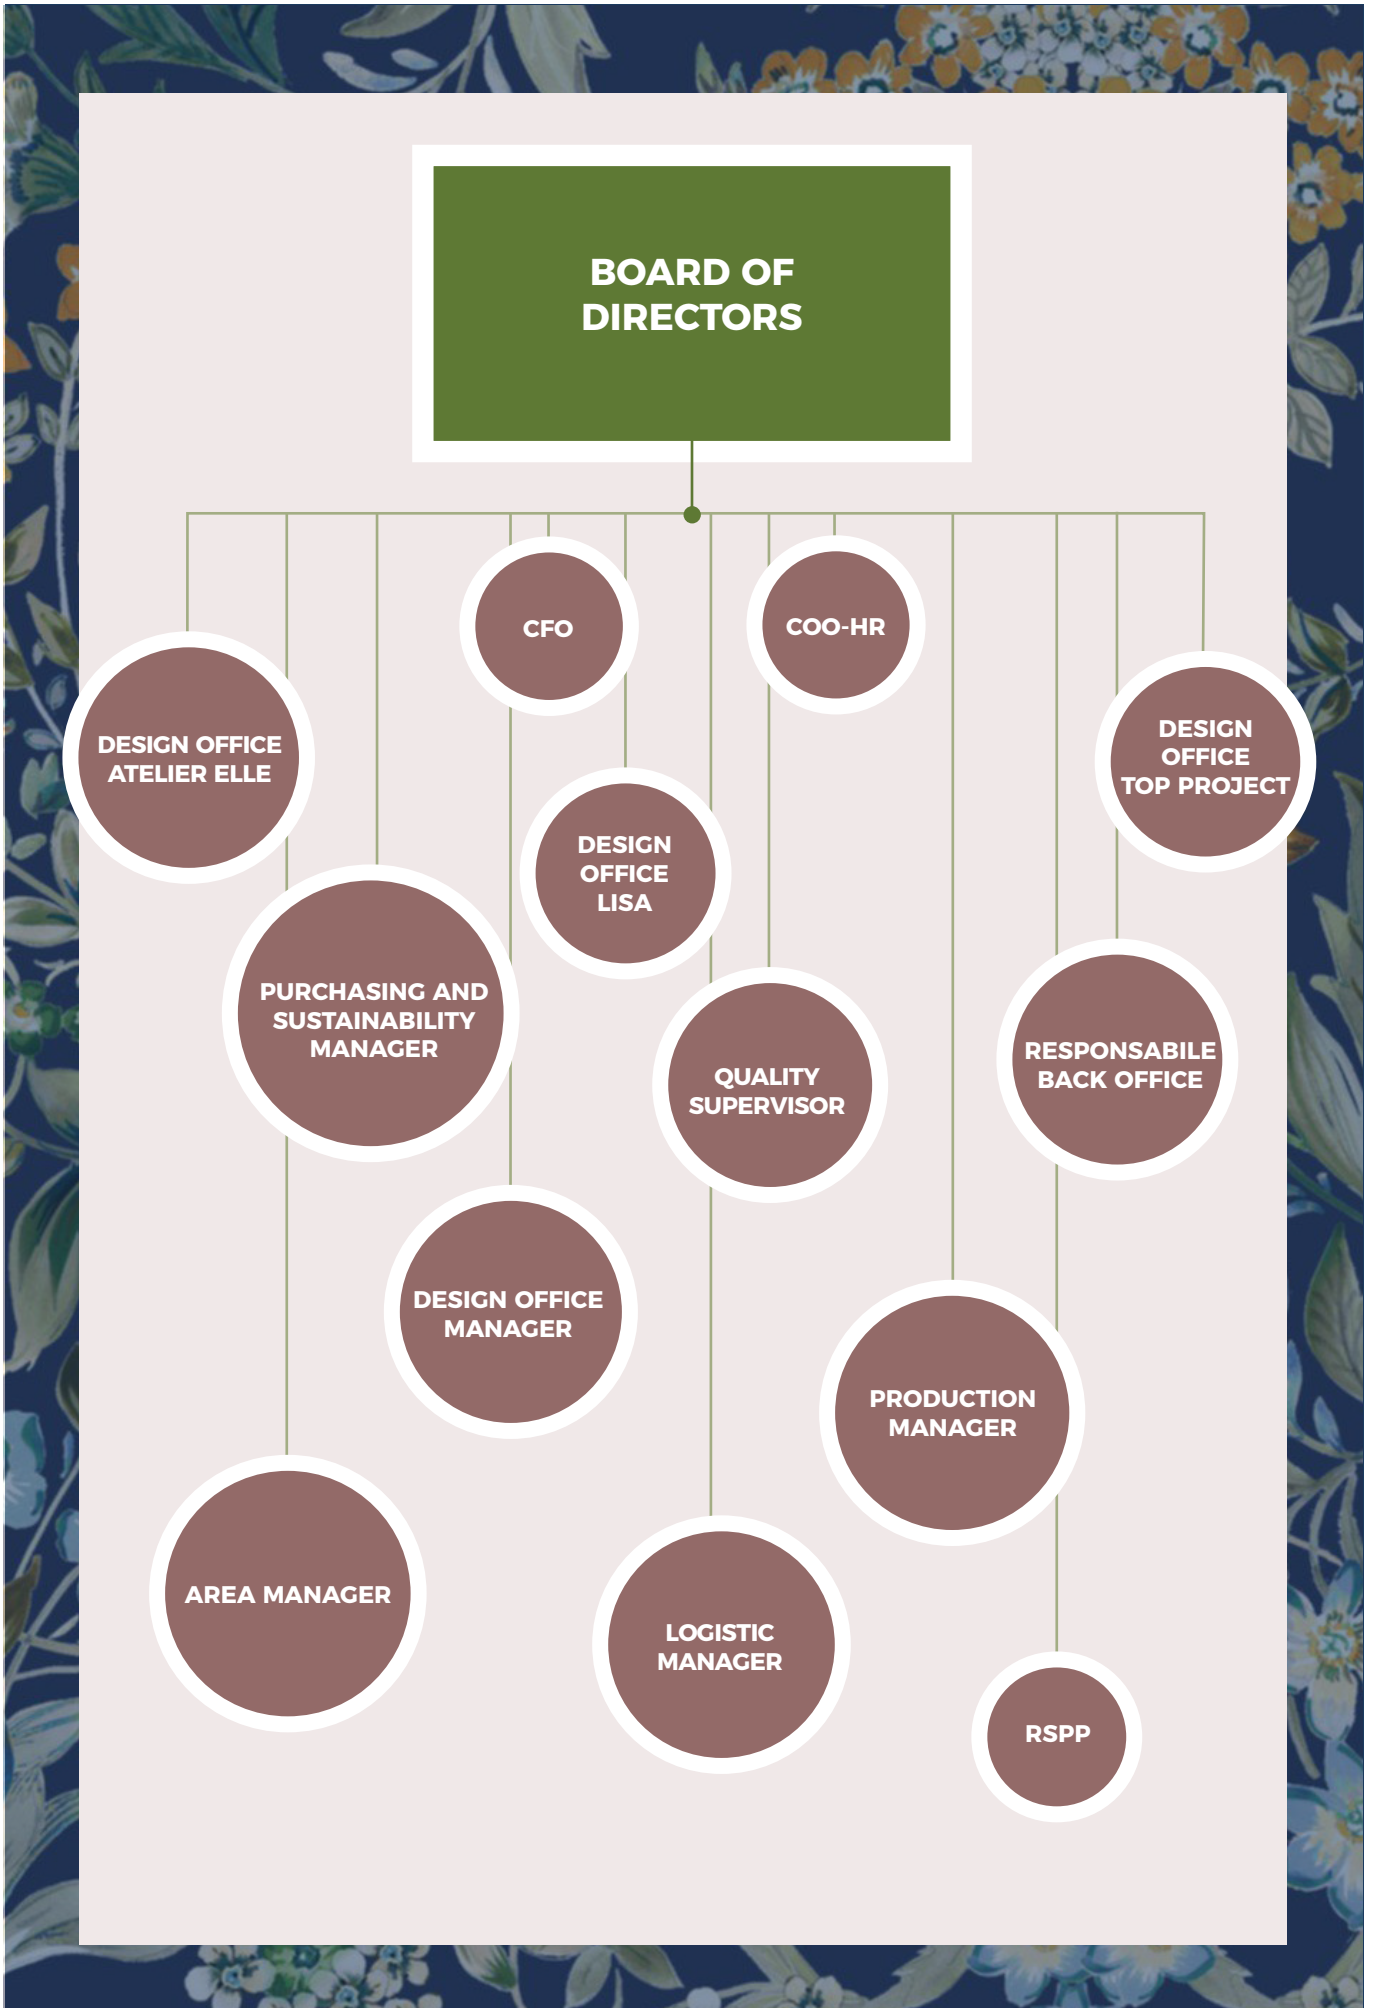 BOARD OF
DIRECTORS
CFO
COO-HR
DESIGN OFFICE
ATELIER ELLE
DESIGN
OFFICE
TOP PROJECT
DESIGN
OFFICE
LISA
PURCHASING AND
SUSTAINABILITY
MANAGER
QUALITY
SUPERVISOR
RESPONSABILE
BACK OFFICE
DESIGN OFFICE
MANAGER
PRODUCTION
MANAGER
AREA MANAGER
LOGISTIC
MANAGER
RSPP